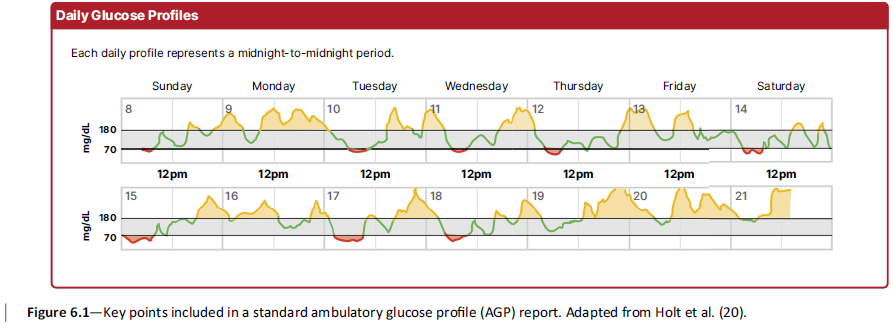 Daily Glucose Profiles
Each daily profile represents a midnight-to-midnight period.
Sunday Monday Tuesday Wednesday Thursday Friday Saturday
8 9 10 11 12 13 14
mg/dL
180
70
12pm 12pm 12pm 12pm 12pm 12pm 12pm
15 16 17 18 19 20 21
mg/dL
180
70
Figure 6.1—Key points included in a standard ambulatory glucose profile (AGP) report. Adapted from Holt et al. (20).